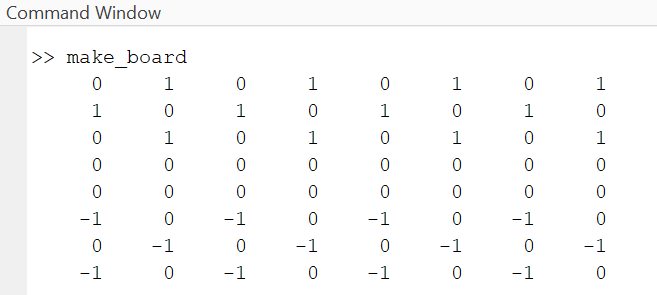 Command Window
>> make_board
0 1 0 1 0 1 0 1
1 0 1 0 1 0 1 0
0 1 0 1 0 1 0 1
0 0 0 0 0 0 0 0
0 0 0 0 0 0 0 0
-1 0 -1 0 -1 0 -1 0
0 -1 0 -1 0 -1 0 -1
-1 0 -1 0 -1 0 -1 0